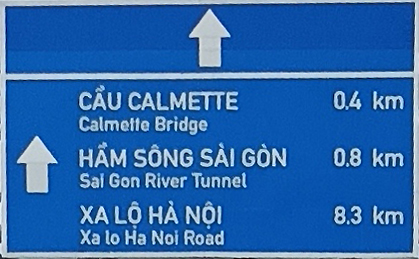 CẦU CALMETTE 0.4 km
Calmette Bridge
HẦM SÔNG SÀI GÒN 0.8 km
Sai Gon River Tunnel
XA LỘ HÀ NỘI 8.3 km
Xa lo Ha Noi Road